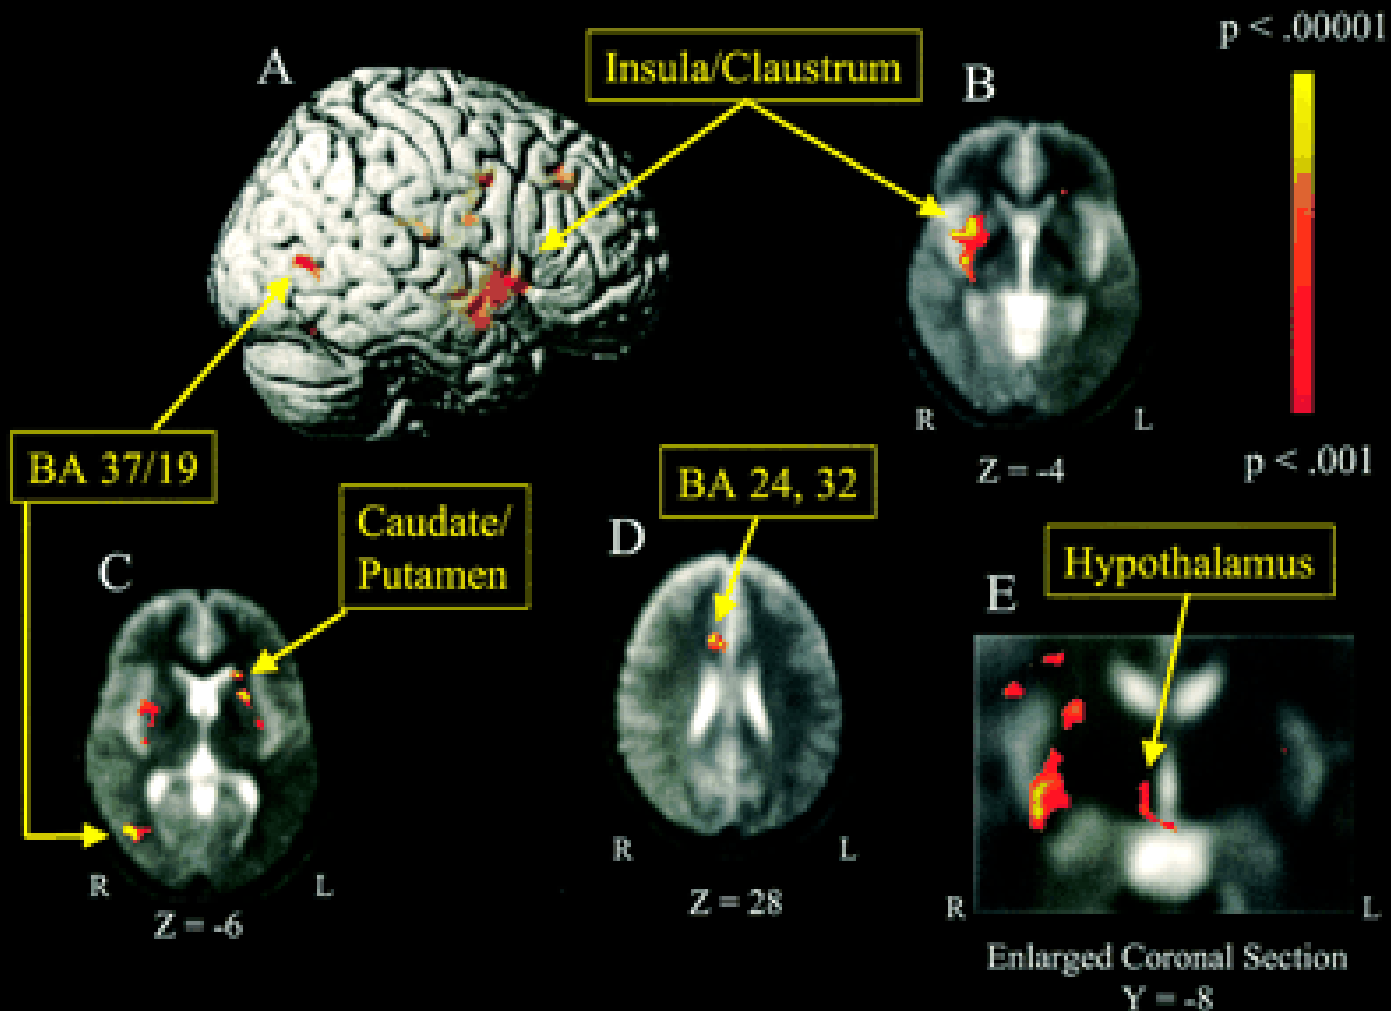 p < .00001
A
Insula/Claustrum
B
R
L
Z = -4
p < .001
BA 37/19
Caudate/
Putamen
BA 24, 32
C
D
Hypothalamus
E
R
L
Z = -6
R
L
Z = 28
R
L
Enlarged Coronal Section
Y = -8